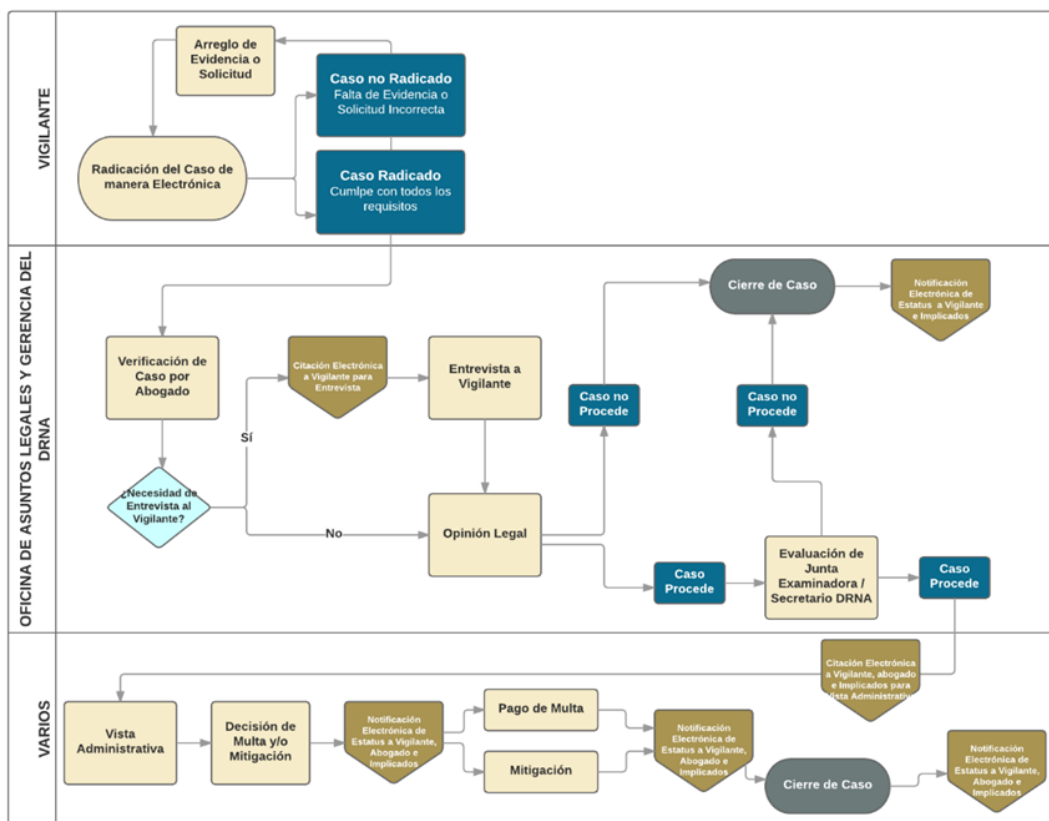 VIGILANTE
Arreglo de
Evidencia o
Solicitud
Caso no Radicado
Falta de Evidencia o
Solicitud Incorrecta
Radicación del Caso de
manera Electrónica
Caso Radicado
Cumlpe con todos los
requisitos
OFICINA DE ASUNTOS LEGALES Y GERENCIA DEL
DRNA
Verificación de
Caso por
Abogado
¿Necesidad de
Entrevista al
Vigilante?
Sí
No
Citación Electrónica
a Vigilante para
Entrevista
Entrevista a
Vigilante
Opinión Legal
Caso no
Procede
Caso
Procede
Cierre de Caso
Notificación
Electrónica de
Estatus a Vigilante
e Implicados
Caso no
Procede
Evaluación de
Junta
Examinadora /
Secretario DRNA
Caso
Procede
VARIOS
Citación Electrónica
a Vigilante, abogado
e Implicados para
Vista Administrativa
Vista
Administrativa
Decisión de
Multa y/o
Mitigación
Notificación
Electrónica de
Estatus a Vigilante,
Abogado e
Implicados
Pago de Multa
Mitigación
Notificación
Electrónica de
Estatus a Vigilante,
Abogado e
Implicados
Cierre de Caso
Notificación
Electrónica de
Estatus a Vigilante,
Abogado e
Implicados